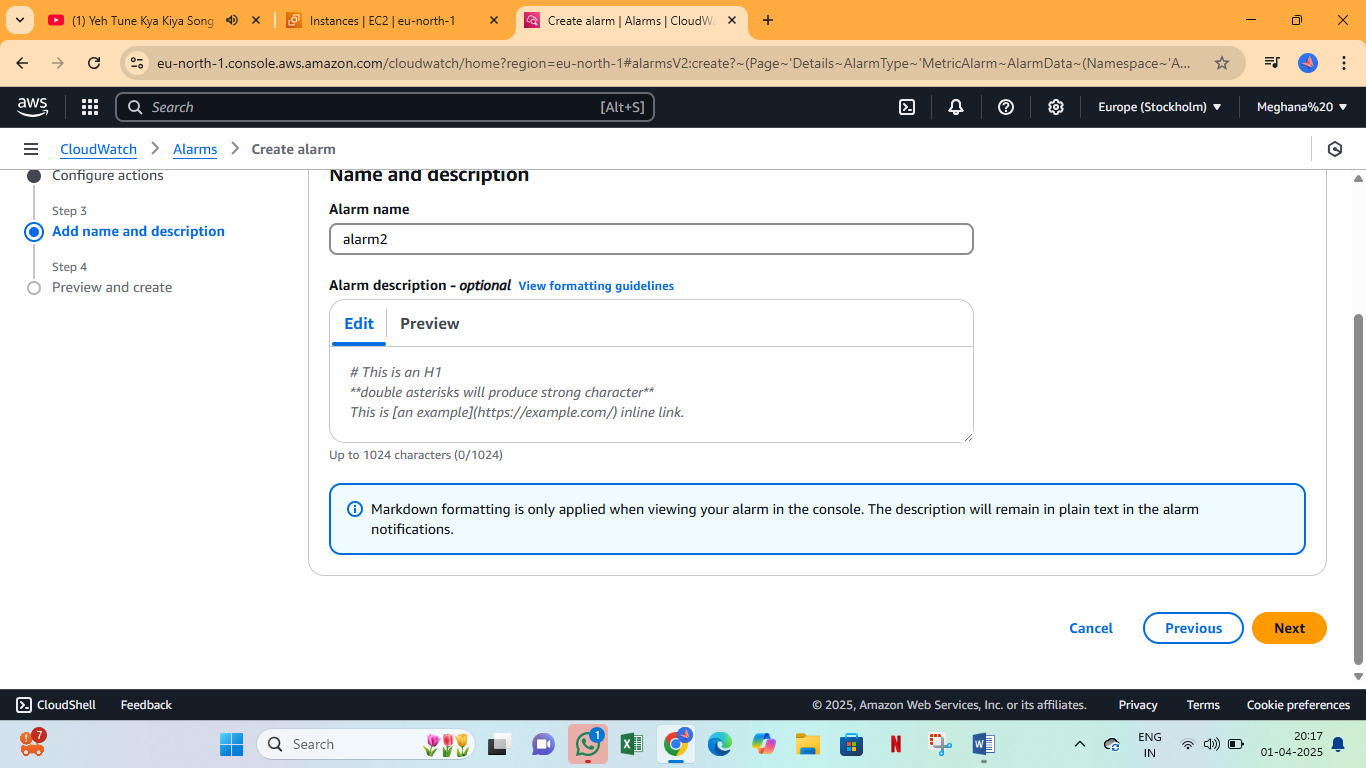 (1) Yeh Tune Kya Kiya Song
Instances | EC2 | eu-north-1
Create alarm | Alarms | CloudWa
eu-north-1.console.aws.amazon.com/cloudwatch/home?region=eu-north-1#alarmsV2:create?~(Page~'Details~AlarmType~'MetricAlarm~AlarmData~(Namespace~'A...
aws
Search
[Alt+S]
Europe (Stockholm)
Meghana%20
CloudWatch
Alarms
Create alarm
Configure actions
Step 3
Add name and description
Step 4
Preview and create
Name and description
Alarm name
alarm2
Alarm description - optional View formatting guidelines
Edit
Preview
# This is an H1
**double asterisks will produce strong character**
This is [an example](https://example.com/) inline link.
Up to 1024 characters (0/1024)
Markdown formatting is only applied when viewing your alarm in the console. The description will remain in plain text in the alarm
notifications.
Cancel
Previous
Next
CloudShell
Feedback
© 2025, Amazon Web Services, Inc. or its affiliates.
Privacy
Terms
Cookie preferences
7
Search
1
N
ENG
IN
20:17
01-04-2025